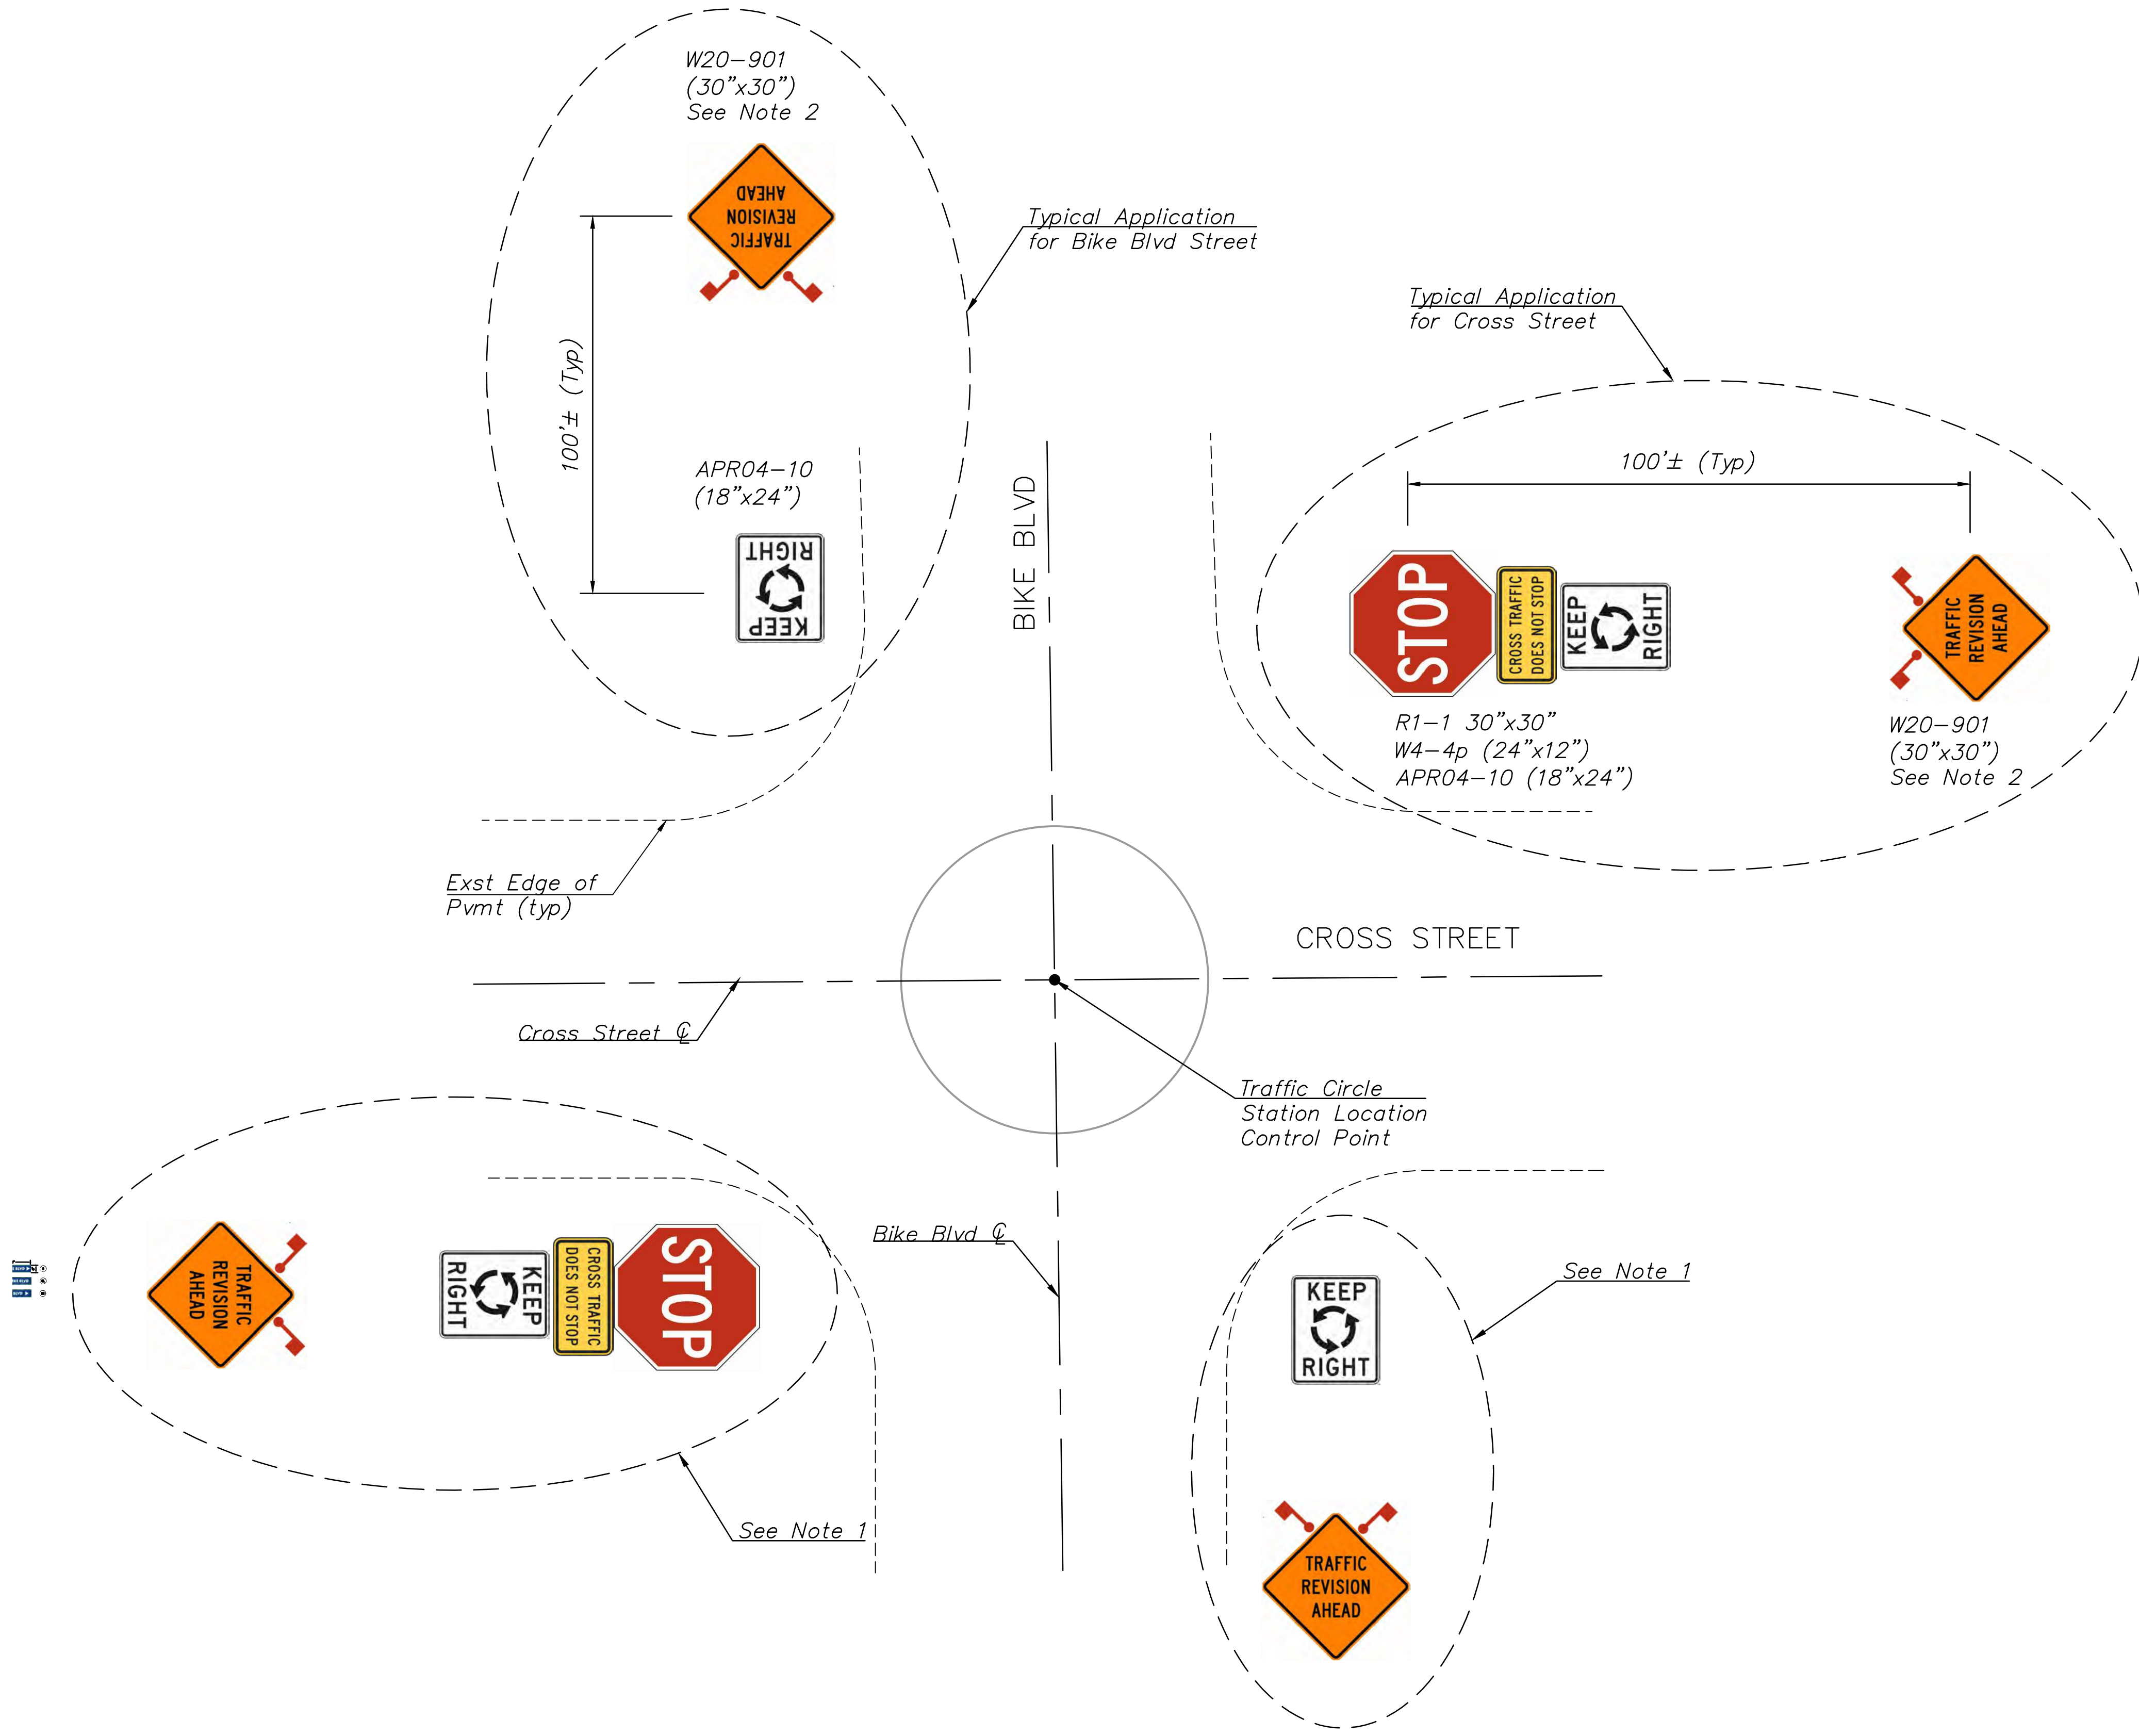 W20-901
(30"x30")
See Note 2
TRAFFIC
REVISION
AHEAD
Typical Application
for Bike Blvd Street
100'± (Typ)
APR04-10
(18"x24")
KEEP
RIGHT
BIKE BLVD
Typical Application
for Cross Street
100'± (Typ)
STOP
CROSS TRAFFIC
DOES NOT STOP
KEEP
RIGHT
TRAFFIC
REVISION
AHEAD
R1-1 30"x30"
W4-4p (24"x12")
APR04-10 (18"x24")
W20-901
(30"x30")
See Note 2
Exst Edge of
Pvmt (typ)
CROSS STREET
Cross Street ℄
Traffic Circle
Station Location
Control Point
TRAFFIC
REVISION
AHEAD
KEEP
RIGHT
CROSS TRAFFIC
DOES NOT STOP
STOP
See Note 1
Bike Blvd ℄
KEEP
RIGHT
See Note 1
TRAFFIC
REVISION
AHEAD